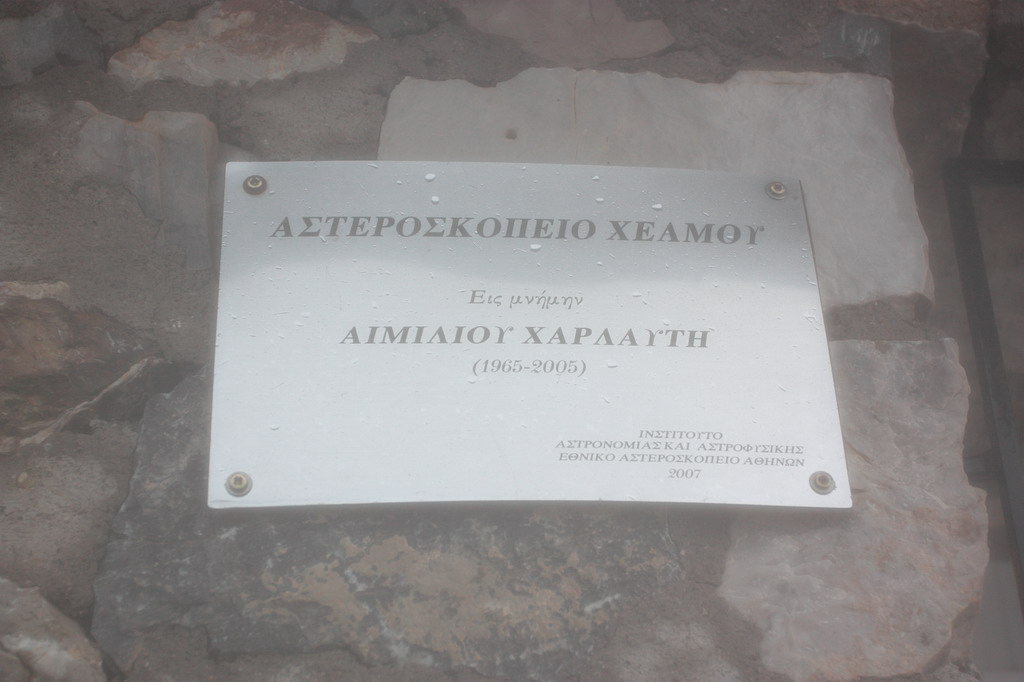 ΑΣΤΕΡΟΣΚΟΠΕΙΟ ΧΕΛΜΟΥ
Εις μνήμην
ΑΙΜΙΛΙΟΥ ΧΑΡΛΑΥΤΗ
(1965-2005)
ΙΝΣΤΙΤΟΥΤΟ
ΑΣΤΡΟΝΟΜΙΑΣ ΚΑΙ ΑΣΤΡΟΦΥΣΙΚΗΣ
ΕΘΝΙΚΟ ΑΣΤΕΡΟΣΚΟΠΕΙΟ ΑΘΗΝΩΝ
2007